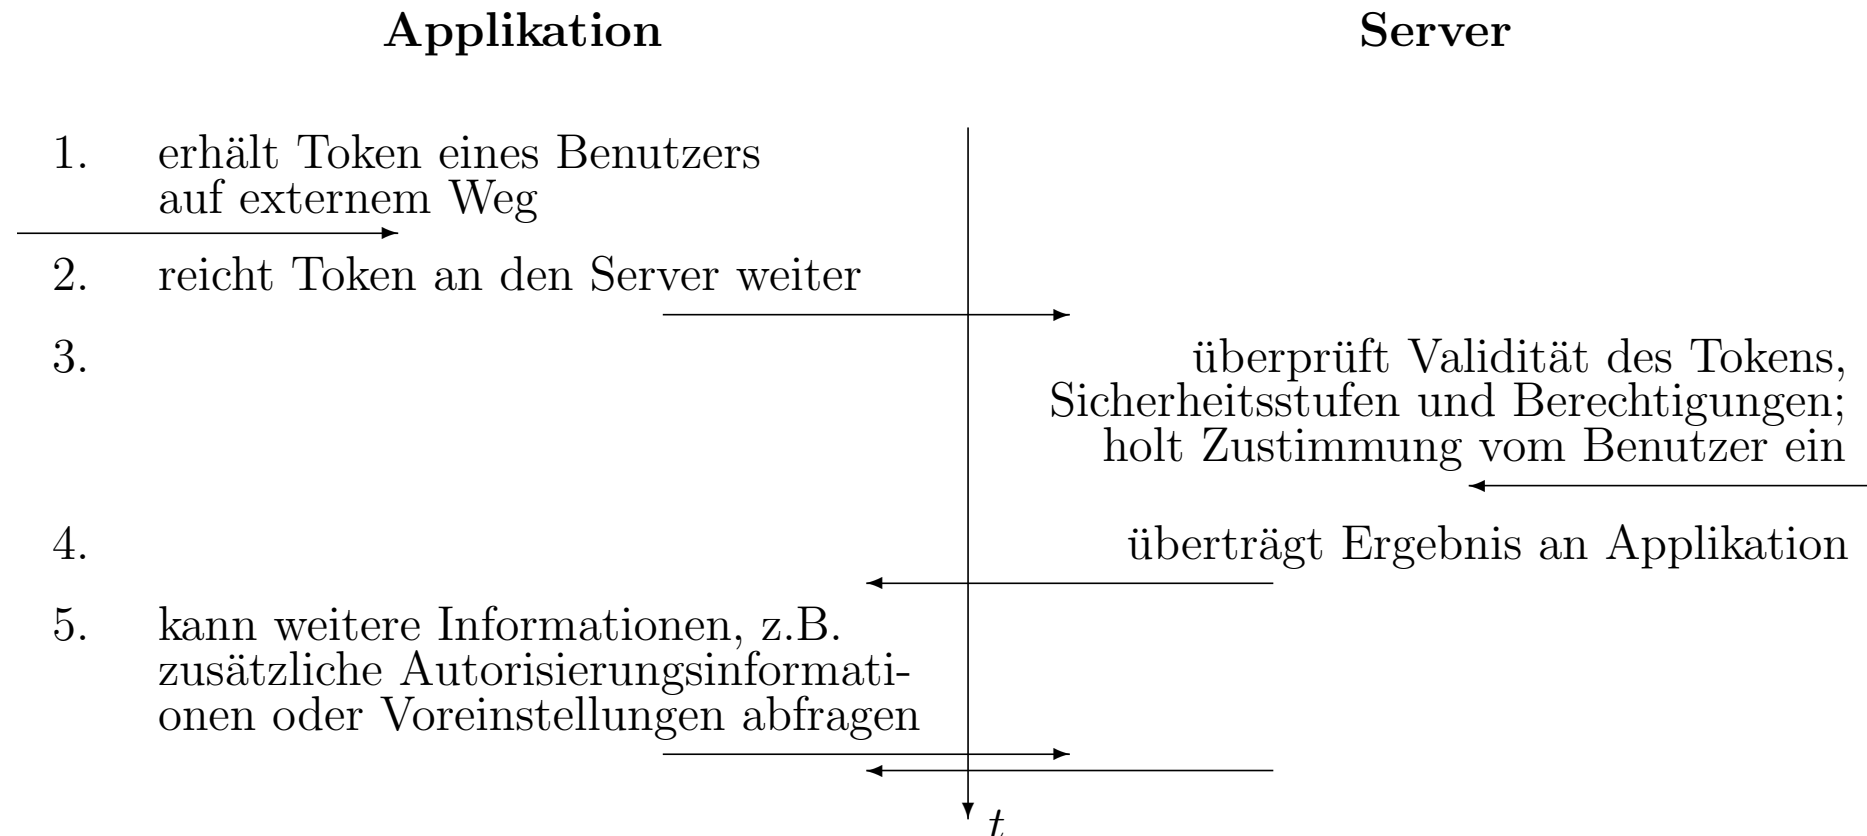 Applikation Server
1. erhält Token eines Benutzers
auf externem Weg
2. reicht Token an den Server weiter
3. überprüft Validität des Tokens,
Sicherheitsstufen und Berechtigungen;
holt Zustimmung vom Benutzer ein
4. überträgt Ergebnis an Applikation
5. kann weitere Informationen, z.B.
zusätzliche Autorisierungsinformati-
onen oder Voreinstellungen abfragen
t